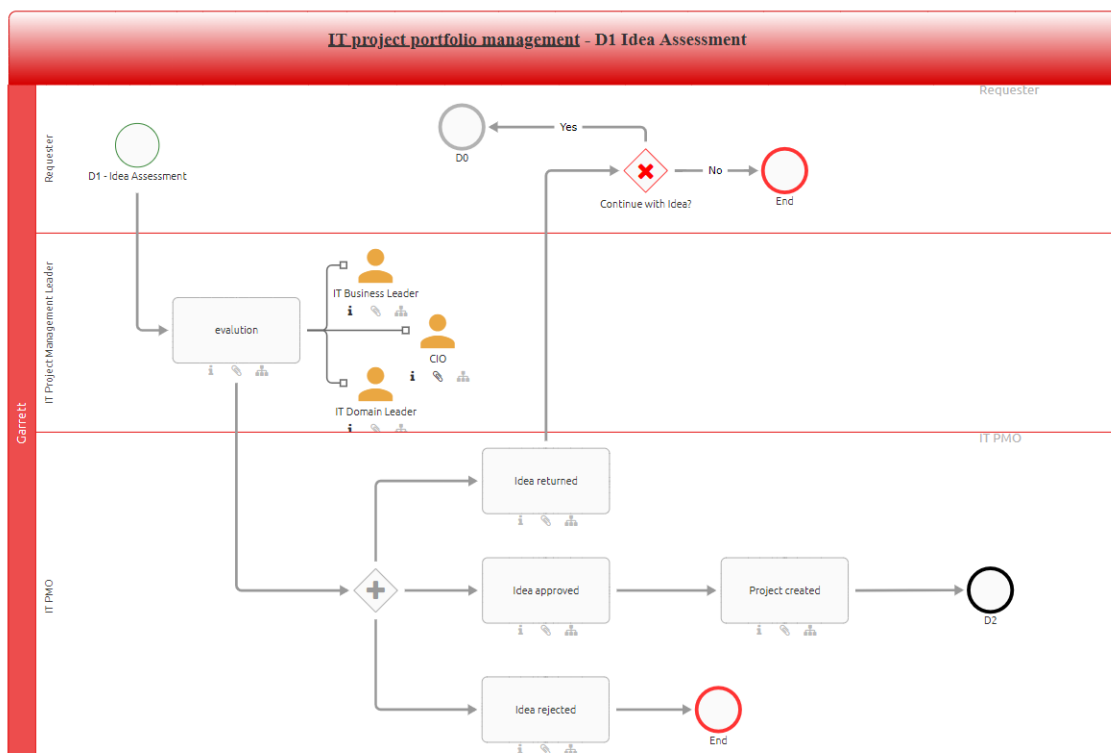 IT project portfolio management - D1 Idea Assessment
Requester
Garrett
Requester
D1 - Idea Assessment
D0
Yes
Continue with Idea?
No
End
IT Project Management Leader
evalution
IT Business Leader
CIO
IT Domain Leader
IT PMO
IT PMO
Idea returned
Idea approved
Project created
D2
Idea rejected
End